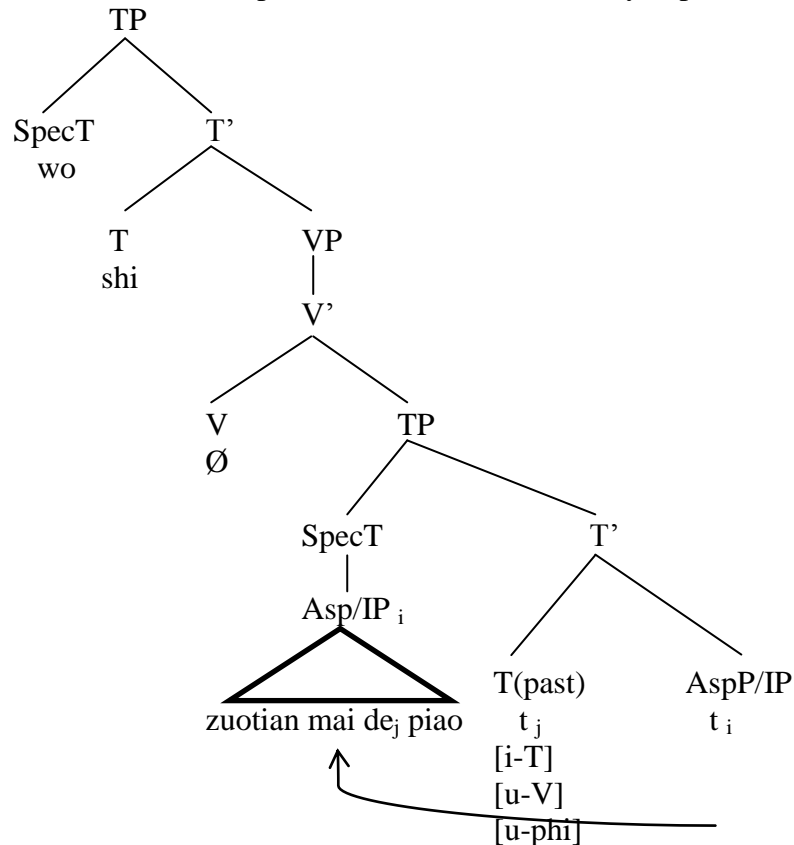 TP
SpecT T’
wo
T VP
shi
V’
V TP
Ø
SpecT T’
Asp/IP i
T(past) AspP/IP
zuotian mai dej piao t j t i
[i-T]
[u-V]
[u-phi]